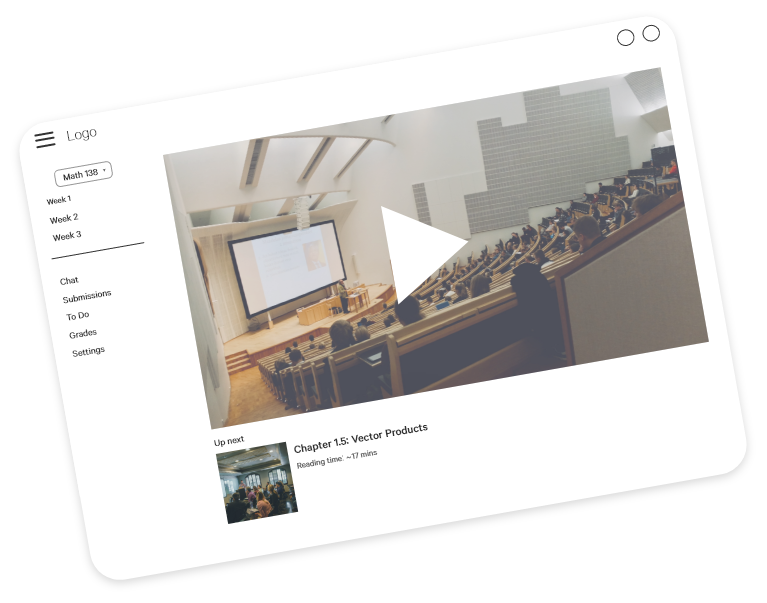 Logo
Math 138
Week 1
Week 2
Week 3
Chat
Submissions
To Do
Grades
Settings
Up next
Chapter 1.5: Vector Products
Reading time: ~17 mins